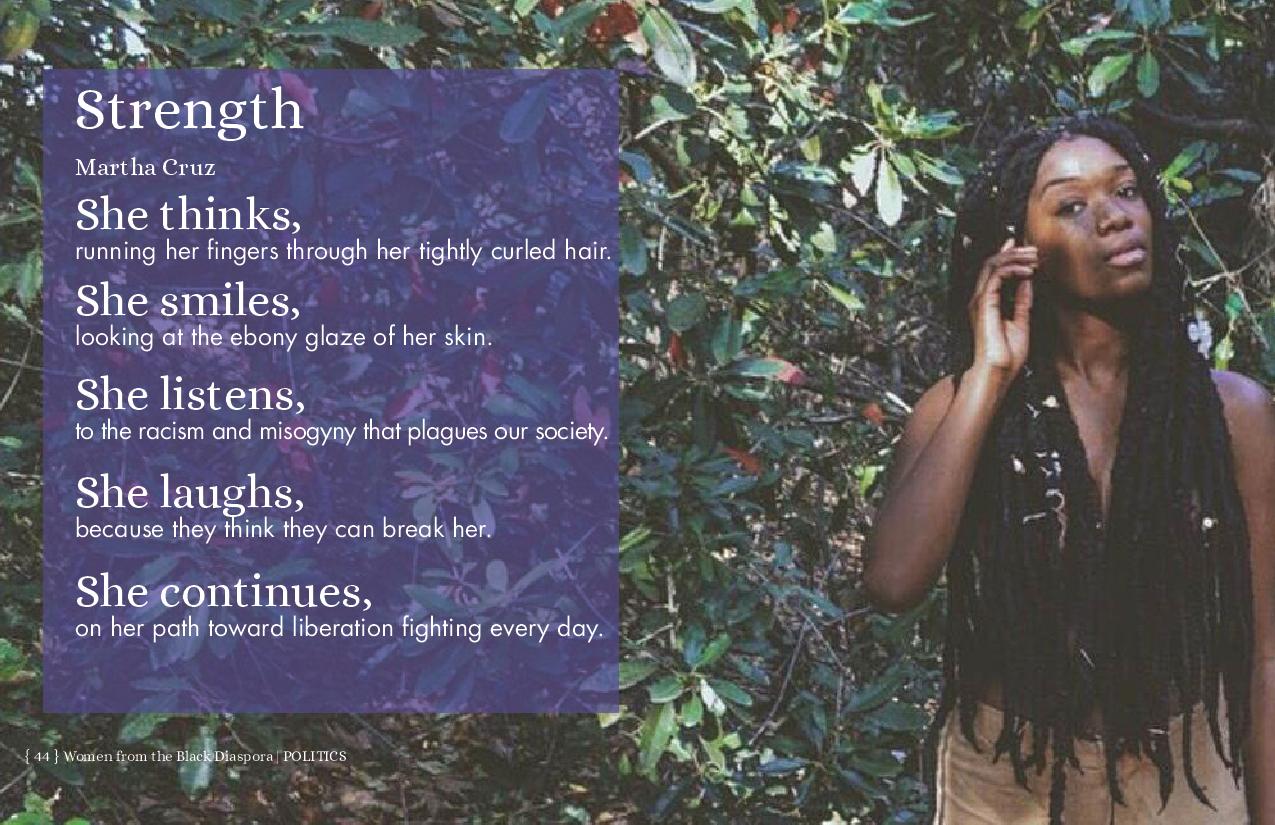 Strength
Martha Cruz
She thinks,
running her fingers through her tightly curled hair.
She smiles,
looking at the ebony glaze of her skin.
She listens,
to the racism and misogyny that plagues our society.
She laughs,
because they think they can break her.
She continues,
on her path toward liberation fighting every day.
{ 44 } Women from the Black Diaspora | POLITICS